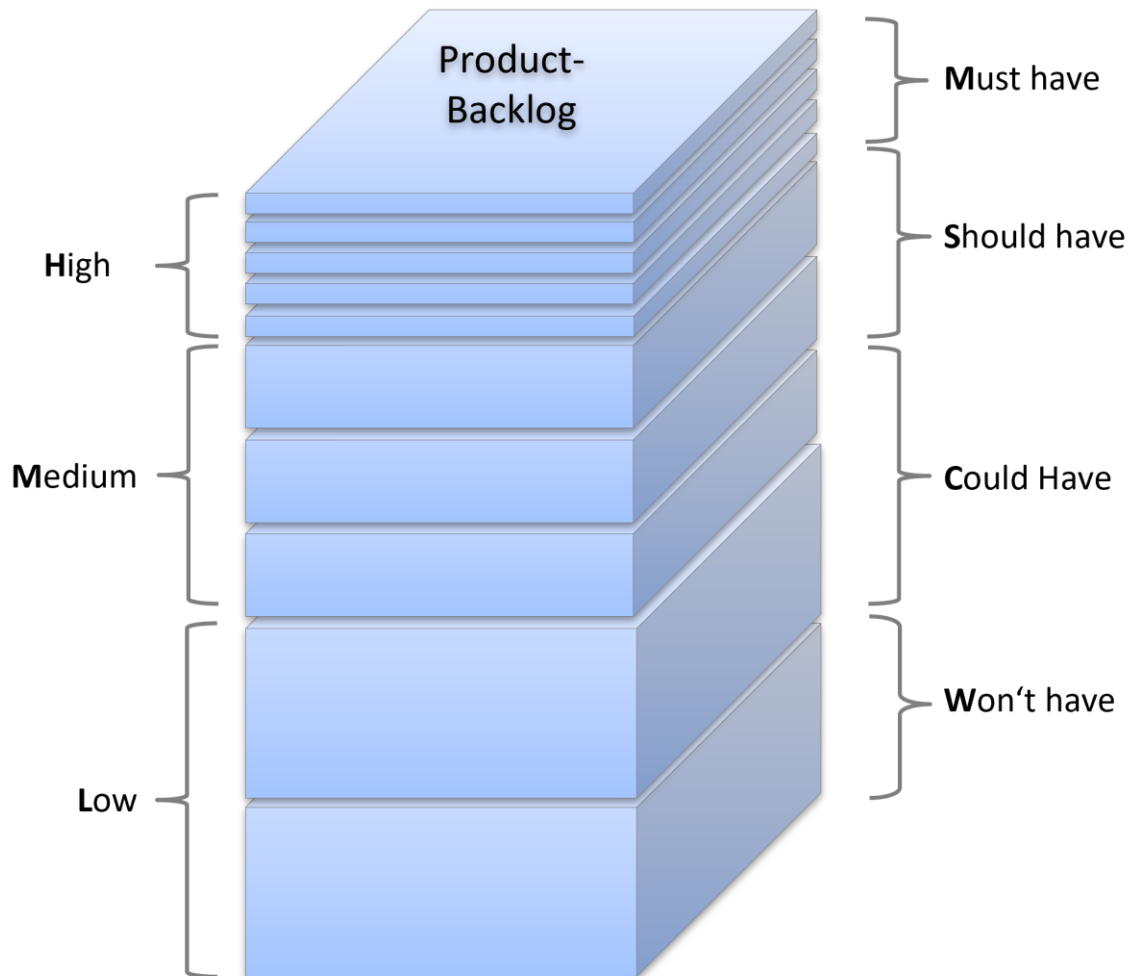 Product-
Backlog
Must have
Should have
High
Medium
Could Have
Won‘t have
Low